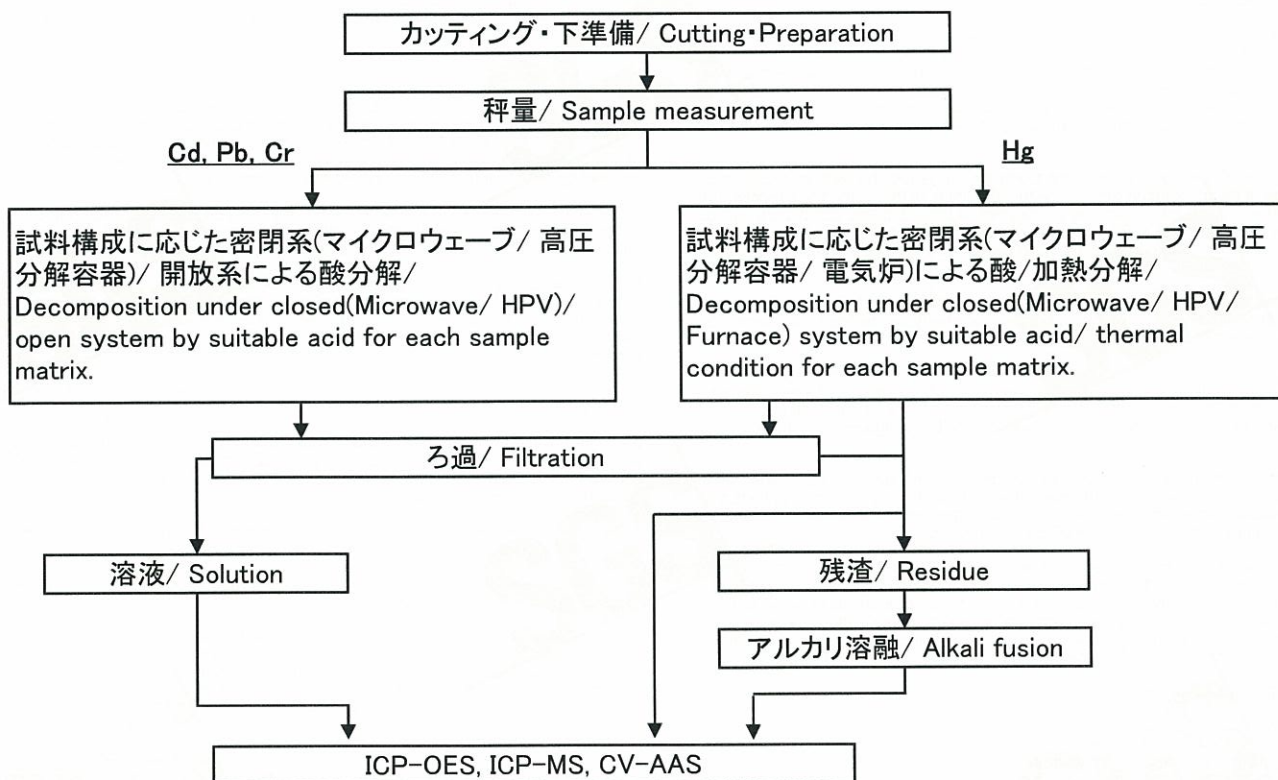 カッティング・下準備/ Cutting・Preparation
秤量/ Sample measurement
Cd, Pb, Cr
Hg
試料構成に応じた密閉系(マイクロウェーブ/ 高圧
分解容器)/ 開放系による酸分解/
Decomposition under closed(Microwave/ HPV)/
open system by suitable acid for each sample
matrix.
試料構成に応じた密閉系(マイクロウェーブ/ 高圧
分解容器/ 電気炉)による酸/加熱分解/
Decomposition under closed(Microwave/ HPV/
Furnace) system by suitable acid/ thermal
condition for each sample matrix.
ろ過/ Filtration
溶液/ Solution
残渣/ Residue
アルカリ溶融/ Alkali fusion
ICP-OES, ICP-MS, CV-AAS